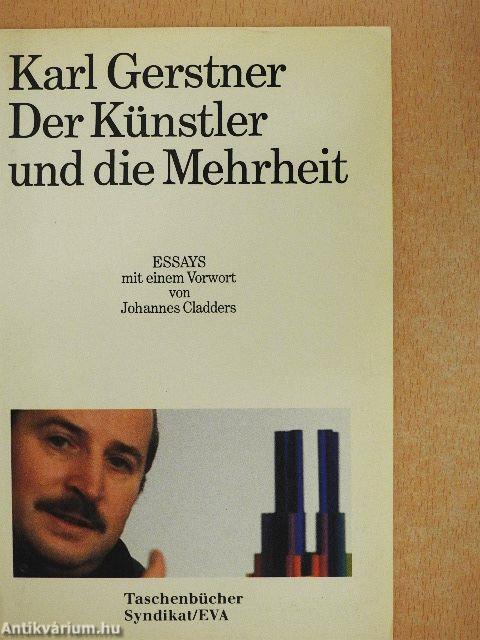 Karl Gerstner
Der Künstler
und die Mehrheit
ESSAYS
mit einem Vorwort
von
Johannes Cladders
Taschenbücher
Syndikat/EVA
Antikvárium.hu